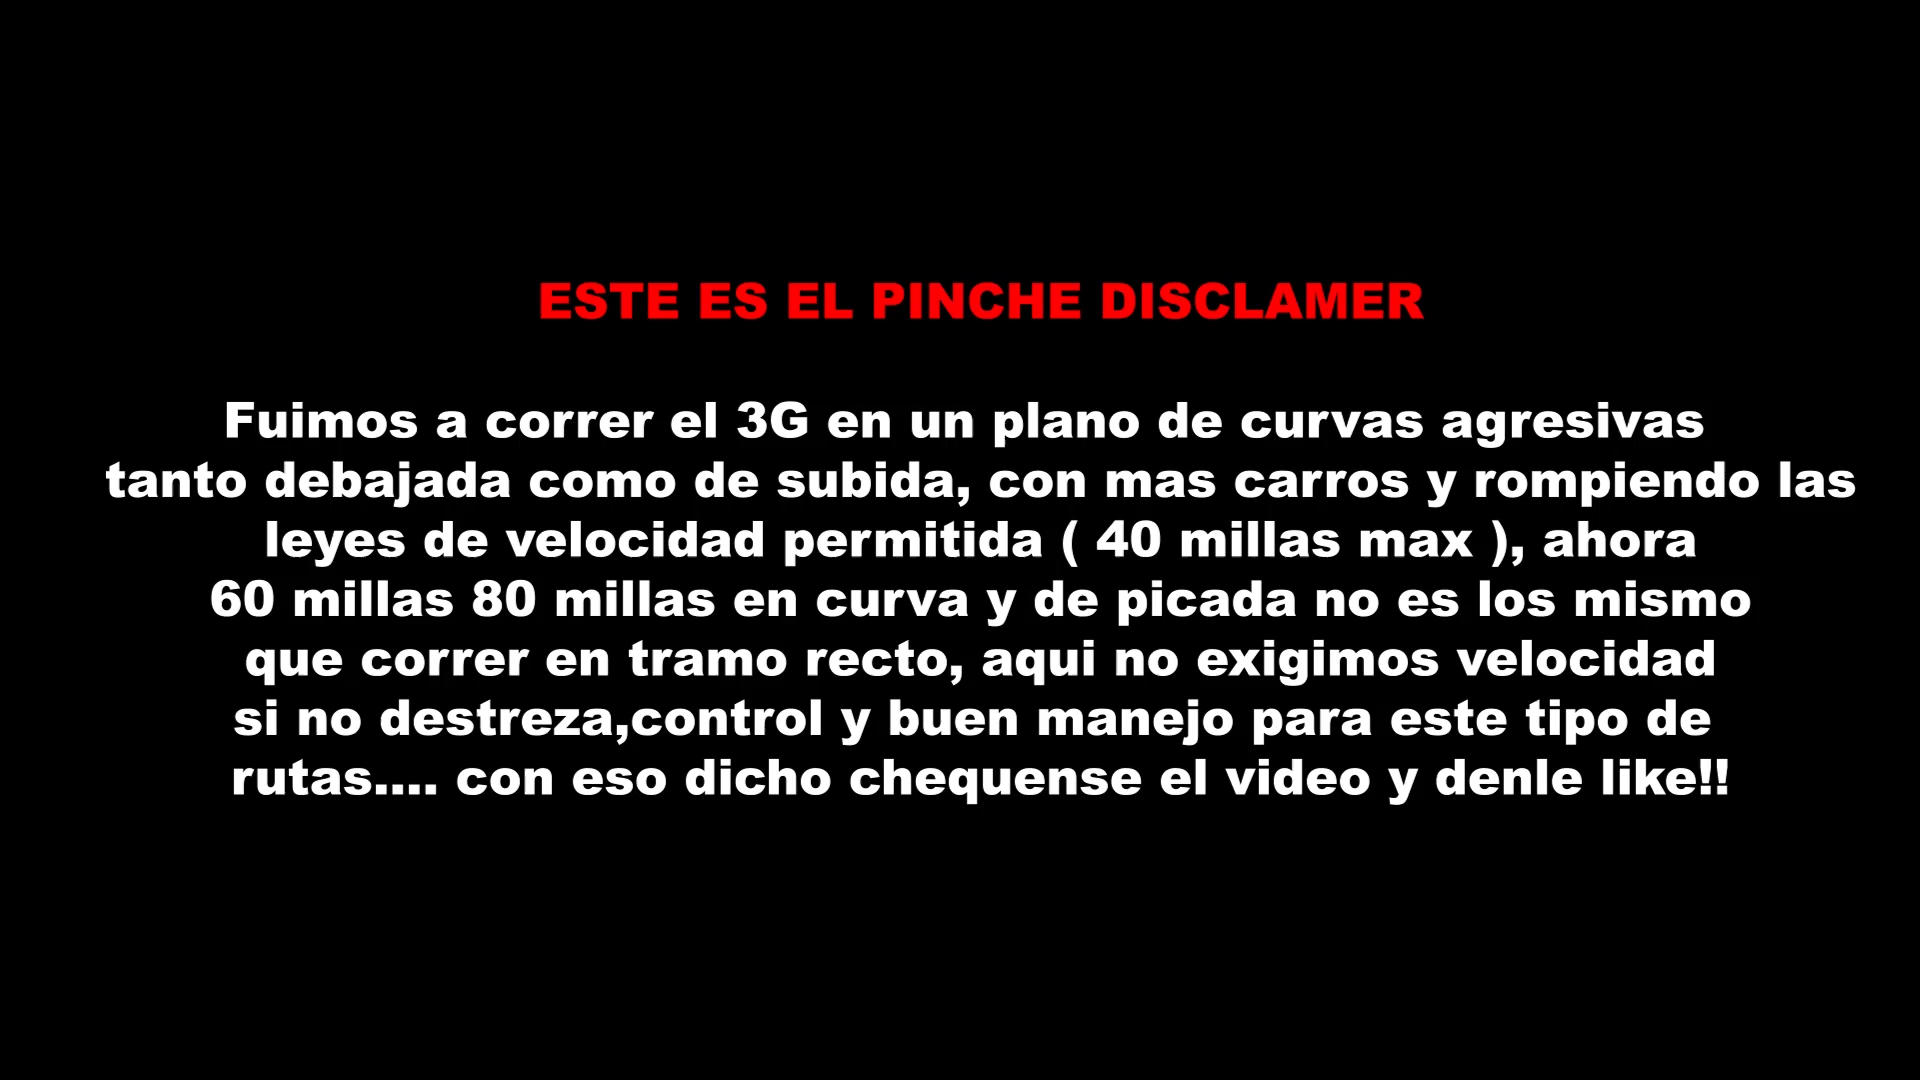 ESTE ES EL PINCHE DISCLAMER
Fuimos a correr el 3G en un plano de curvas agresivas
tanto debajada como de subida, con mas carros y rompiendo las
leyes de velocidad permitida ( 40 millas max ), ahora
60 millas 80 millas en curva y de picada no es los mismo
que correr en tramo recto, aqui no exigimos velocidad
si no destreza,control y buen manejo para este tipo de
rutas.... con eso dicho chequense el video y denle like!!